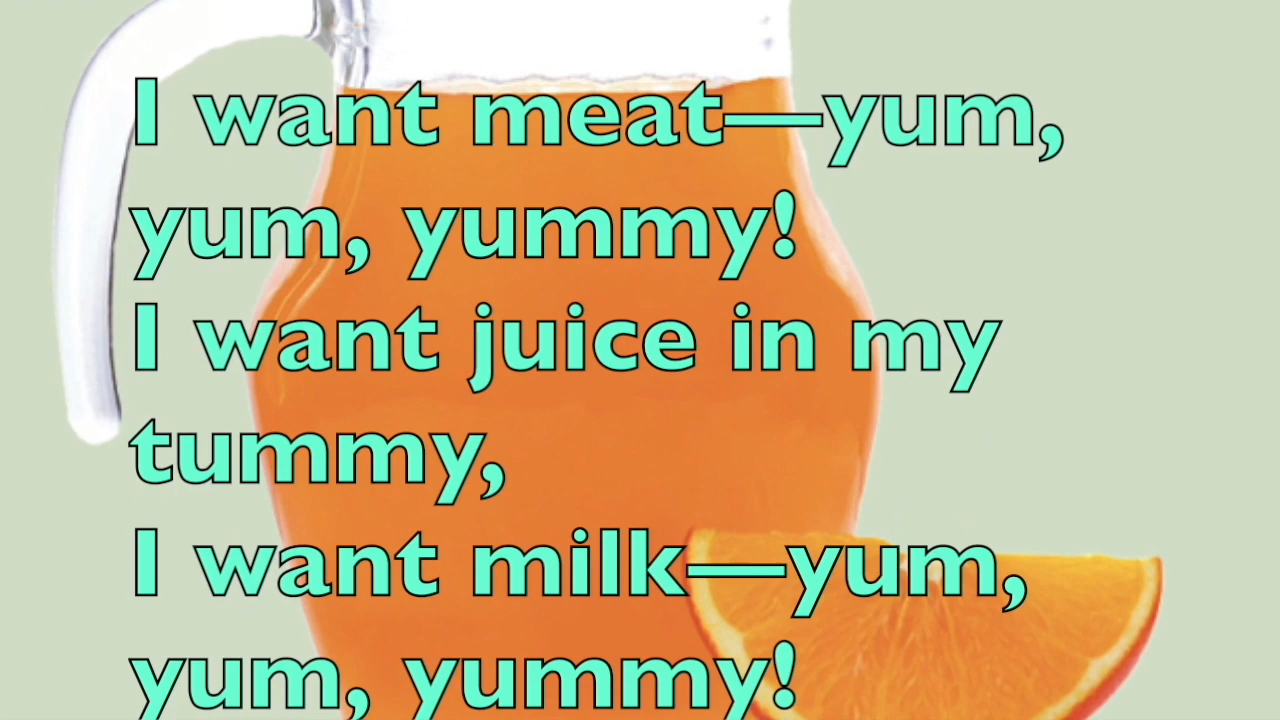 I want meat—yum,
yum, yummy!
I want juice in my
tummy,
I want milk—yum,
yum, yummy!